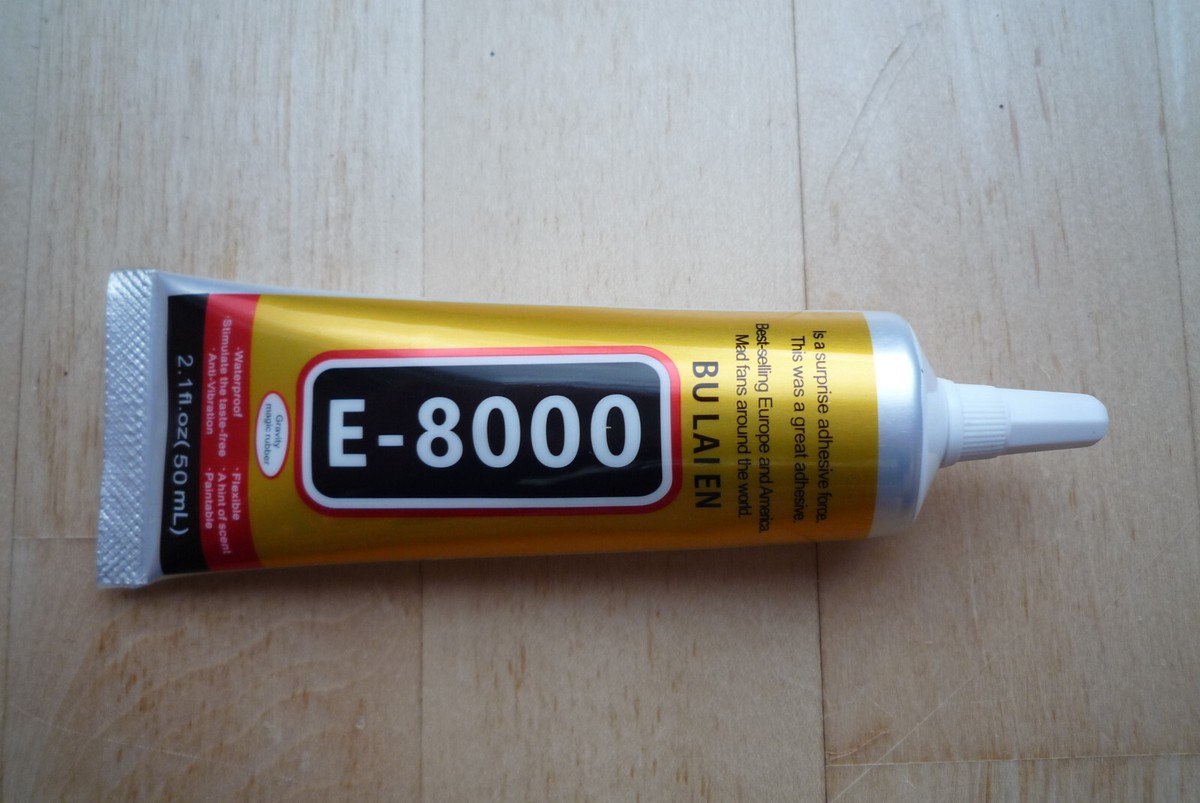 Is a surprise adhesive force.
This was a great adhesive.
Best-selling Europe and America
Mad fans around the world.
BU LAI EN
E-8000
Gravity
magic rubber
·Waterproof ·Flexible
·Stimulate the taste-free ·A hint of scent
·Anti-Vibration ·Paintable
2.1fl.oz(50mL)